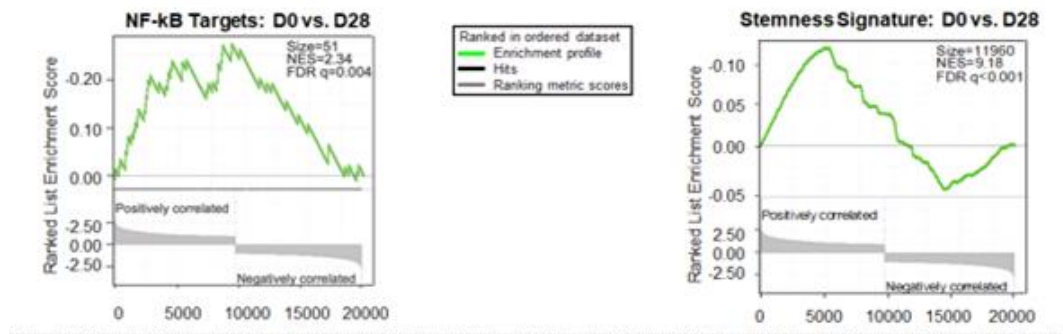 NF-kB Targets: D0 vs. D28
Size=51
NES=2.34
FDR q=0.004
Ranked List Enrichment Score
-0.20
0.10
0.00
Positively correlated
2.50
0.00
-2.50
Negatively correlated
0 5000 10000 15000 20000
Ranked in ordered dataset
Enrichment profile
Hits
Ranking metric scores
Stemness Signature: D0 vs. D28
Size=11960
NES=9.18
FDR q<0.001
Ranked List Enrichment Score
-0.10
0.05
0.00
-0.05
Positively correlated
2.50
0.00
-2.50
Negatively correlated
0 5000 10000 15000 20000